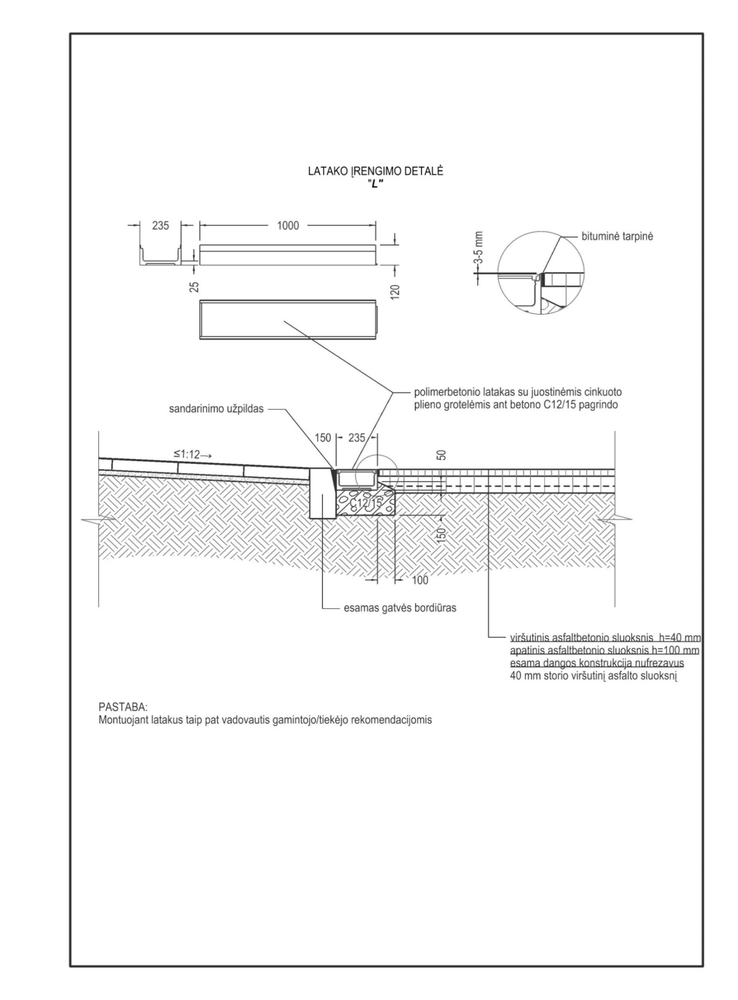 LATAKO ĮRENGIMO DETALĖ
"L"
235
1000
25
120
3-5 mm
bituminė tarpinė
polimerbetonio latakas su juostinėmis cinkuoto
plieno grotelėmis ant betono C12/15 pagrindo
sandarinimo užpildas
150
235
50
≤1:12
C12/15
150
100
esamas gatvės bordiūras
viršutinis asfaltbetonio sluoksnis h=40 mm
apatinis asfaltbetonio sluoksnis h=100 mm
esama dangos konstrukcija nufrezavus
40 mm storio viršutinį asfalto sluoksnį
PASTABA:
Montuojant latakus taip pat vadovautis gamintojo/tiekėjo rekomendacijomis